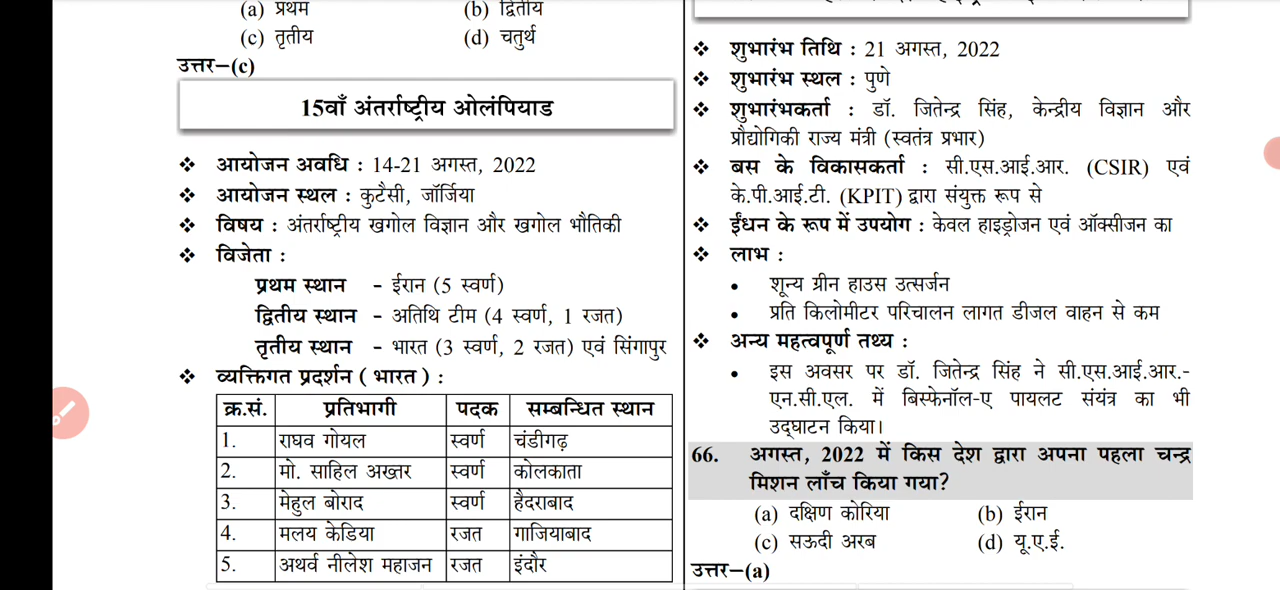 (a) प्रथम (b) द्वितीय
(c) तृतीय (d) चतुर्थ
उत्तर–(c)
15वाँ अंतर्राष्ट्रीय ओलंपियाड
❖ आयोजन अवधि : 14-21 अगस्त, 2022
❖ आयोजन स्थल : कुटैसी, जॉर्जिया
❖ विषय : अंतर्राष्ट्रीय खगोल विज्ञान और खगोल भौतिकी
❖ विजेता :
प्रथम स्थान - ईरान (5 स्वर्ण)
द्वितीय स्थान - अतिथि टीम (4 स्वर्ण, 1 रजत)
तृतीय स्थान - भारत (3 स्वर्ण, 2 रजत) एवं सिंगापुर
❖ व्यक्तिगत प्रदर्शन ( भारत ) :
क्र.सं. प्रतिभागी पदक सम्बन्धित स्थान
1. राघव गोयल स्वर्ण चंडीगढ़
2. मो. साहिल अख्तर स्वर्ण कोलकाता
3. मेहुल बोराद स्वर्ण हैदराबाद
4. मलय केडिया रजत गाजियाबाद
5. अथर्व नीलेश महाजन रजत इंदौर
❖ शुभारंभ तिथि : 21 अगस्त, 2022
❖ शुभारंभ स्थल : पुणे
❖ शुभारंभकर्ता : डॉ. जितेन्द्र सिंह, केन्द्रीय विज्ञान और
प्रौद्योगिकी राज्य मंत्री (स्वतंत्र प्रभार)
❖ बस के विकासकर्ता : सी.एस.आई.आर. (CSIR) एवं
के.पी.आई.टी. (KPIT) द्वारा संयुक्त रूप से
❖ ईंधन के रूप में उपयोग : केवल हाइड्रोजन एवं ऑक्सीजन का
❖ लाभ :
• शून्य ग्रीन हाउस उत्सर्जन
• प्रति किलोमीटर परिचालन लागत डीजल वाहन से कम
❖ अन्य महत्वपूर्ण तथ्य :
• इस अवसर पर डॉ. जितेन्द्र सिंह ने सी.एस.आई.आर.-
एन.सी.एल. में बिस्फेनॉल-ए पायलट संयंत्र का भी
उद्घाटन किया।
66. अगस्त, 2022 में किस देश द्वारा अपना पहला चन्द्र
मिशन लाँच किया गया?
(a) दक्षिण कोरिया (b) ईरान
(c) सऊदी अरब (d) यू.ए.ई.
उत्तर–(a)